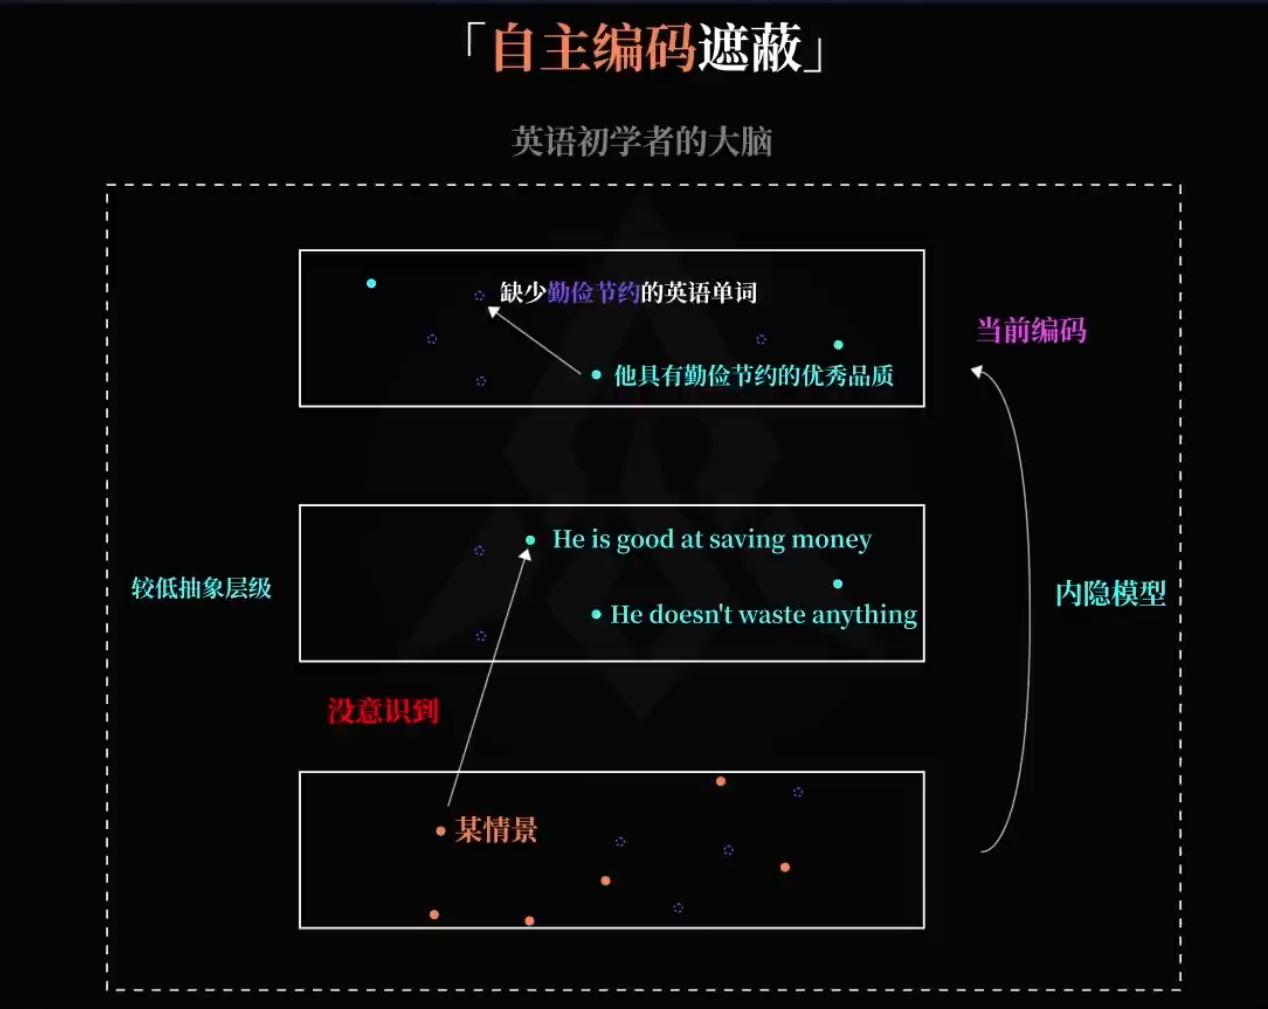 「自主编码遮蔽」
英语初学者的大脑
缺少勤俭节约的英语单词
当前编码
他具有勤俭节约的优秀品质
He is good at saving money
较低抽象层级
内隐模型
He doesn't waste anything
没意识到
某情景